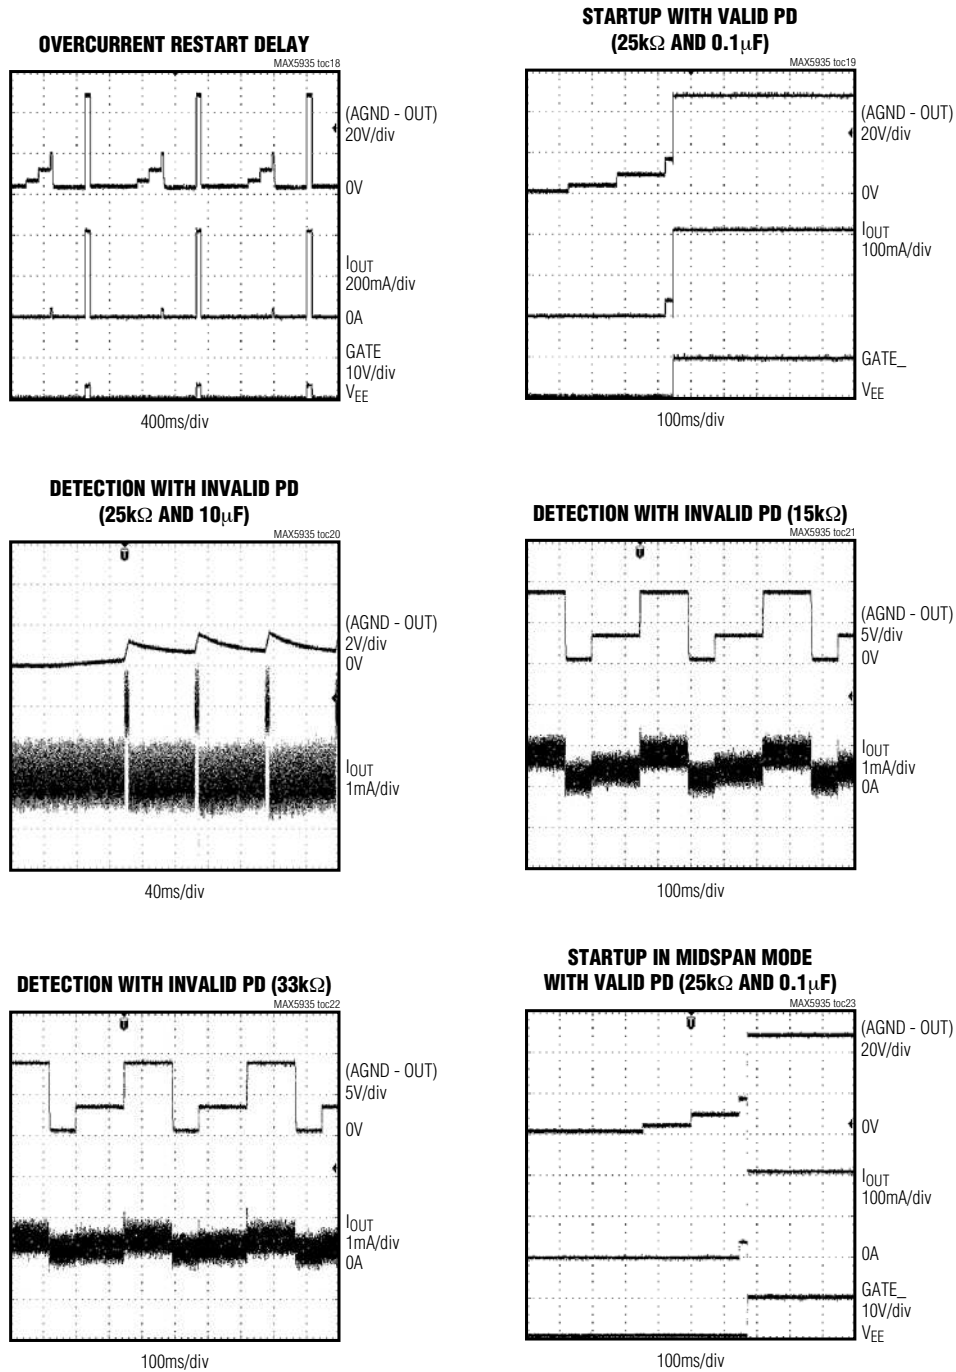 OVERCURRENT RESTART DELAY
MAX5935 toc18
(AGND - OUT)
20V/div
0V
IOUT
200mA/div
0A
GATE
10V/div
VEE
400ms/div
STARTUP WITH VALID PD
(25kΩ AND 0.1µF)
MAX5935 toc19
(AGND - OUT)
20V/div
0V
IOUT
100mA/div
GATE_
VEE
100ms/div
DETECTION WITH INVALID PD
(25kΩ AND 10µF)
MAX5935 toc20
(AGND - OUT)
2V/div
0V
IOUT
1mA/div
40ms/div
DETECTION WITH INVALID PD (15kΩ)
MAX5935 toc21
(AGND - OUT)
5V/div
0V
IOUT
1mA/div
0A
100ms/div
DETECTION WITH INVALID PD (33kΩ)
MAX5935 toc22
(AGND - OUT)
5V/div
0V
IOUT
1mA/div
0A
100ms/div
STARTUP IN MIDSPAN MODE
WITH VALID PD (25kΩ AND 0.1µF)
MAX5935 toc23
(AGND - OUT)
20V/div
0V
IOUT
100mA/div
0A
GATE_
10V/div
VEE
100ms/div